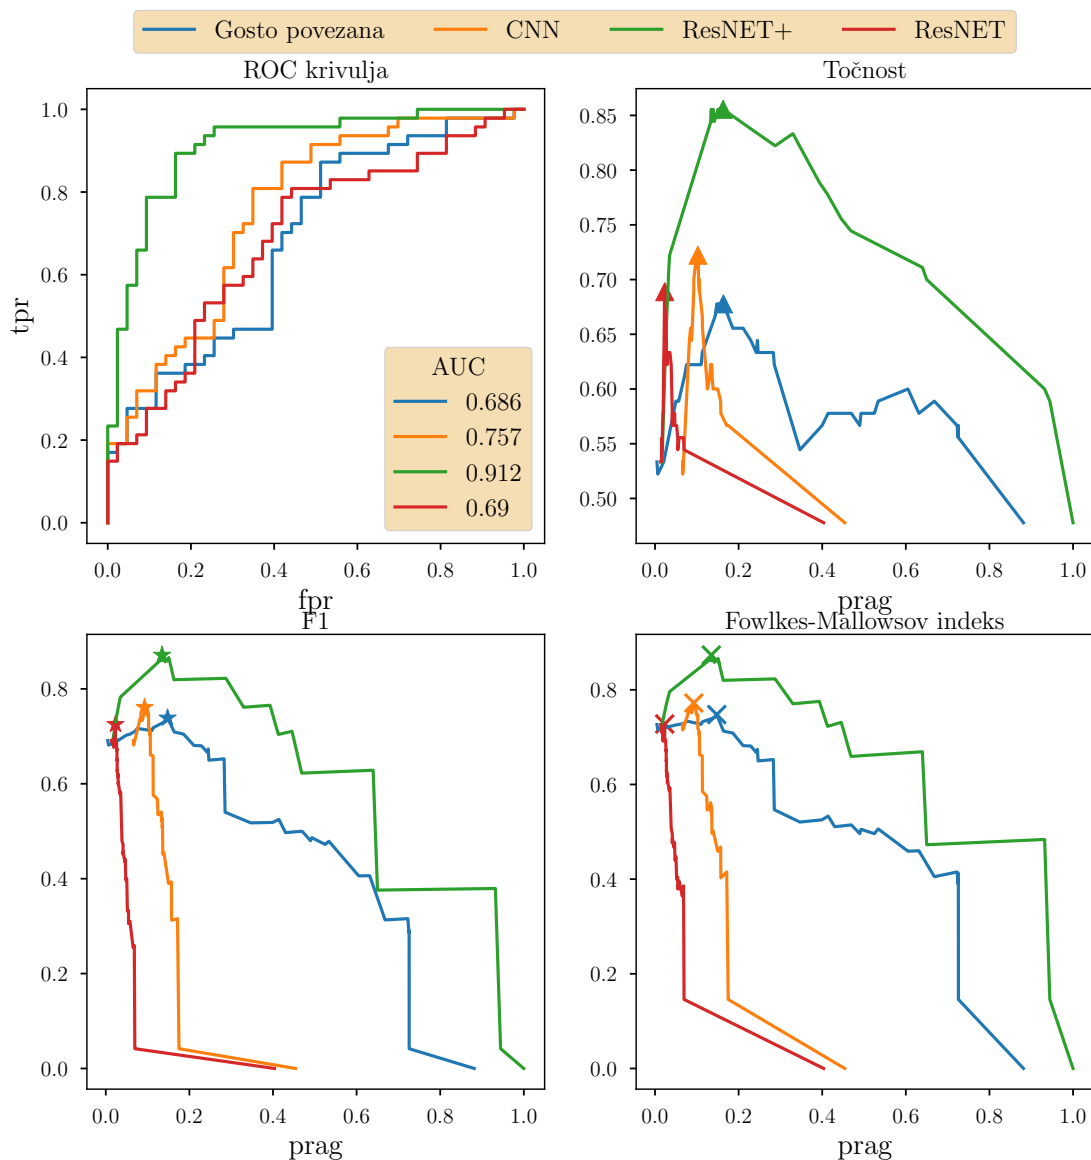 Gosto povezana CNN ResNET+ ResNET
ROC krivulja
1.0
0.8
0.6
0.4
0.2
0.0
tpr
AUC
0.686
0.757
0.912
0.69
0.0 0.2 0.4 0.6 0.8 1.0
fpr
Točnost
0.85
0.80
0.75
0.70
0.65
0.60
0.55
0.50
0.0 0.2 0.4 0.6 0.8 1.0
prag
F1
0.8
0.6
0.4
0.2
0.0
0.0 0.2 0.4 0.6 0.8 1.0
prag
Fowlkes-Mallowsov indeks
0.8
0.6
0.4
0.2
0.0
0.0 0.2 0.4 0.6 0.8 1.0
prag